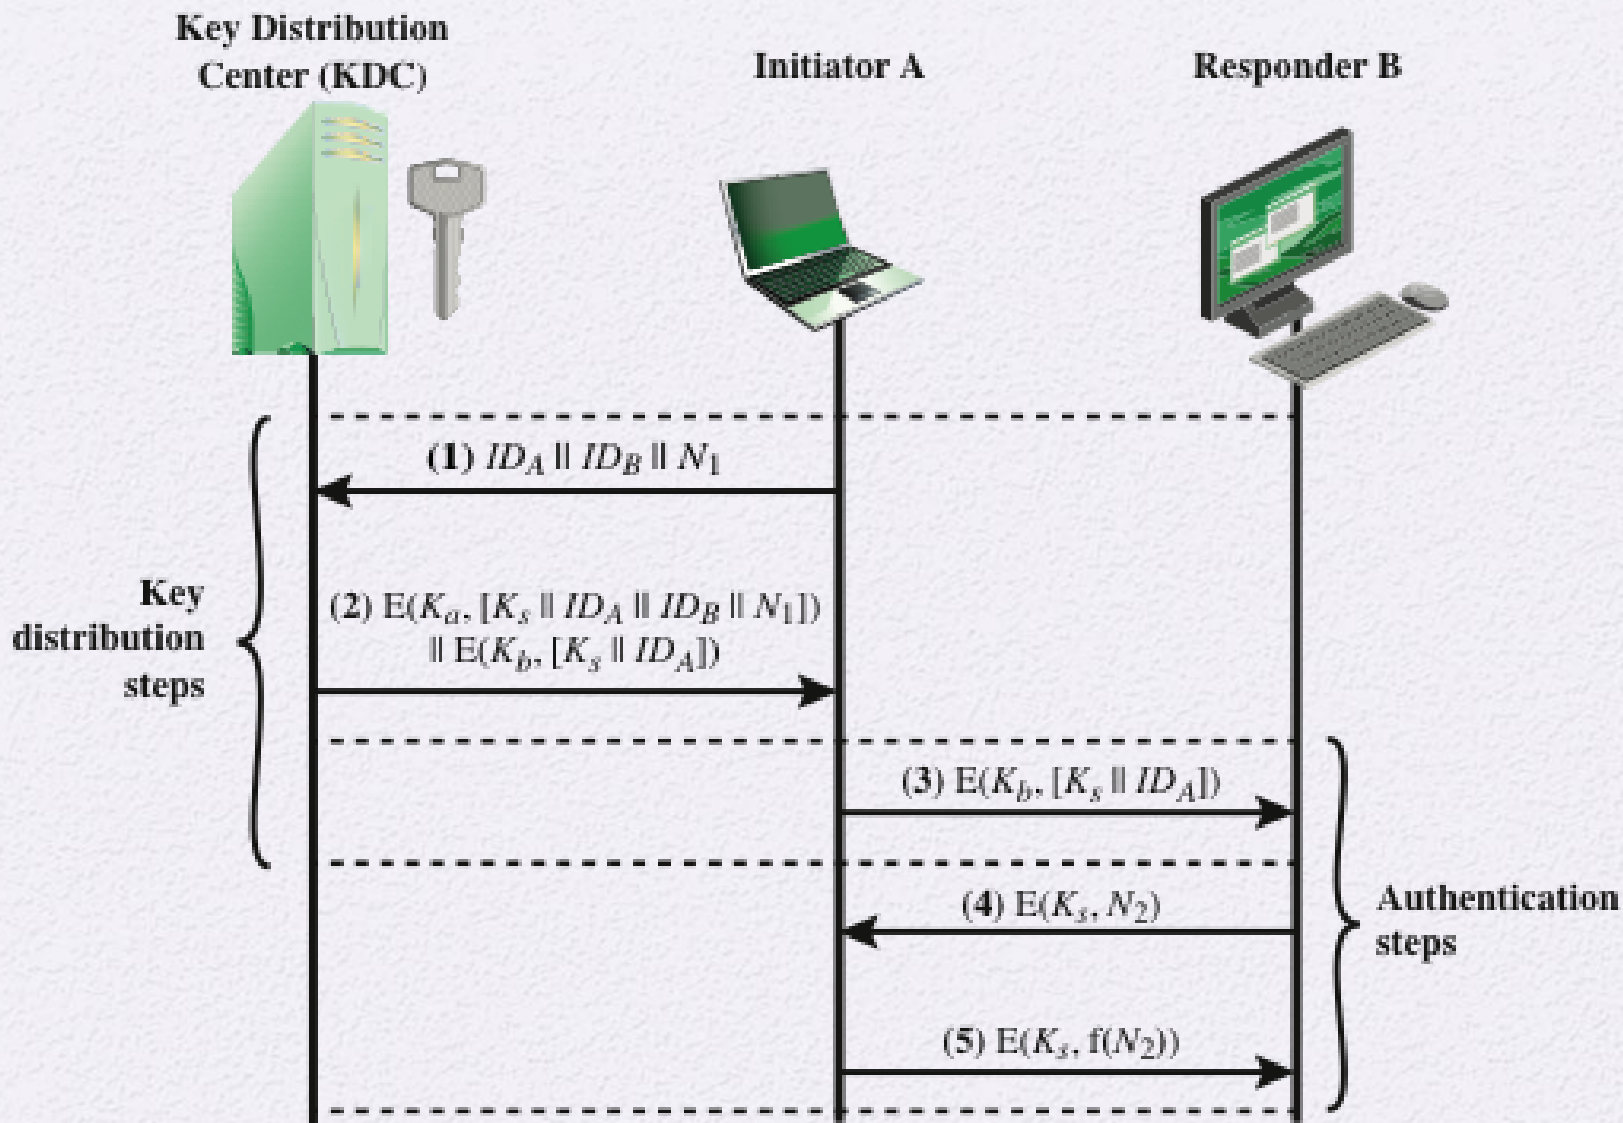 Key Distribution
Center (KDC)
Initiator A
Responder B
(1) ID_A || ID_B || N_1
Key
distribution
steps
(2) E(K_a, [K_s || ID_A || ID_B || N_1])
|| E(K_b, [K_s || ID_A])
(3) E(K_b, [K_s || ID_A])
(4) E(K_s, N_2)
Authentication
steps
(5) E(K_s, f(N_2))